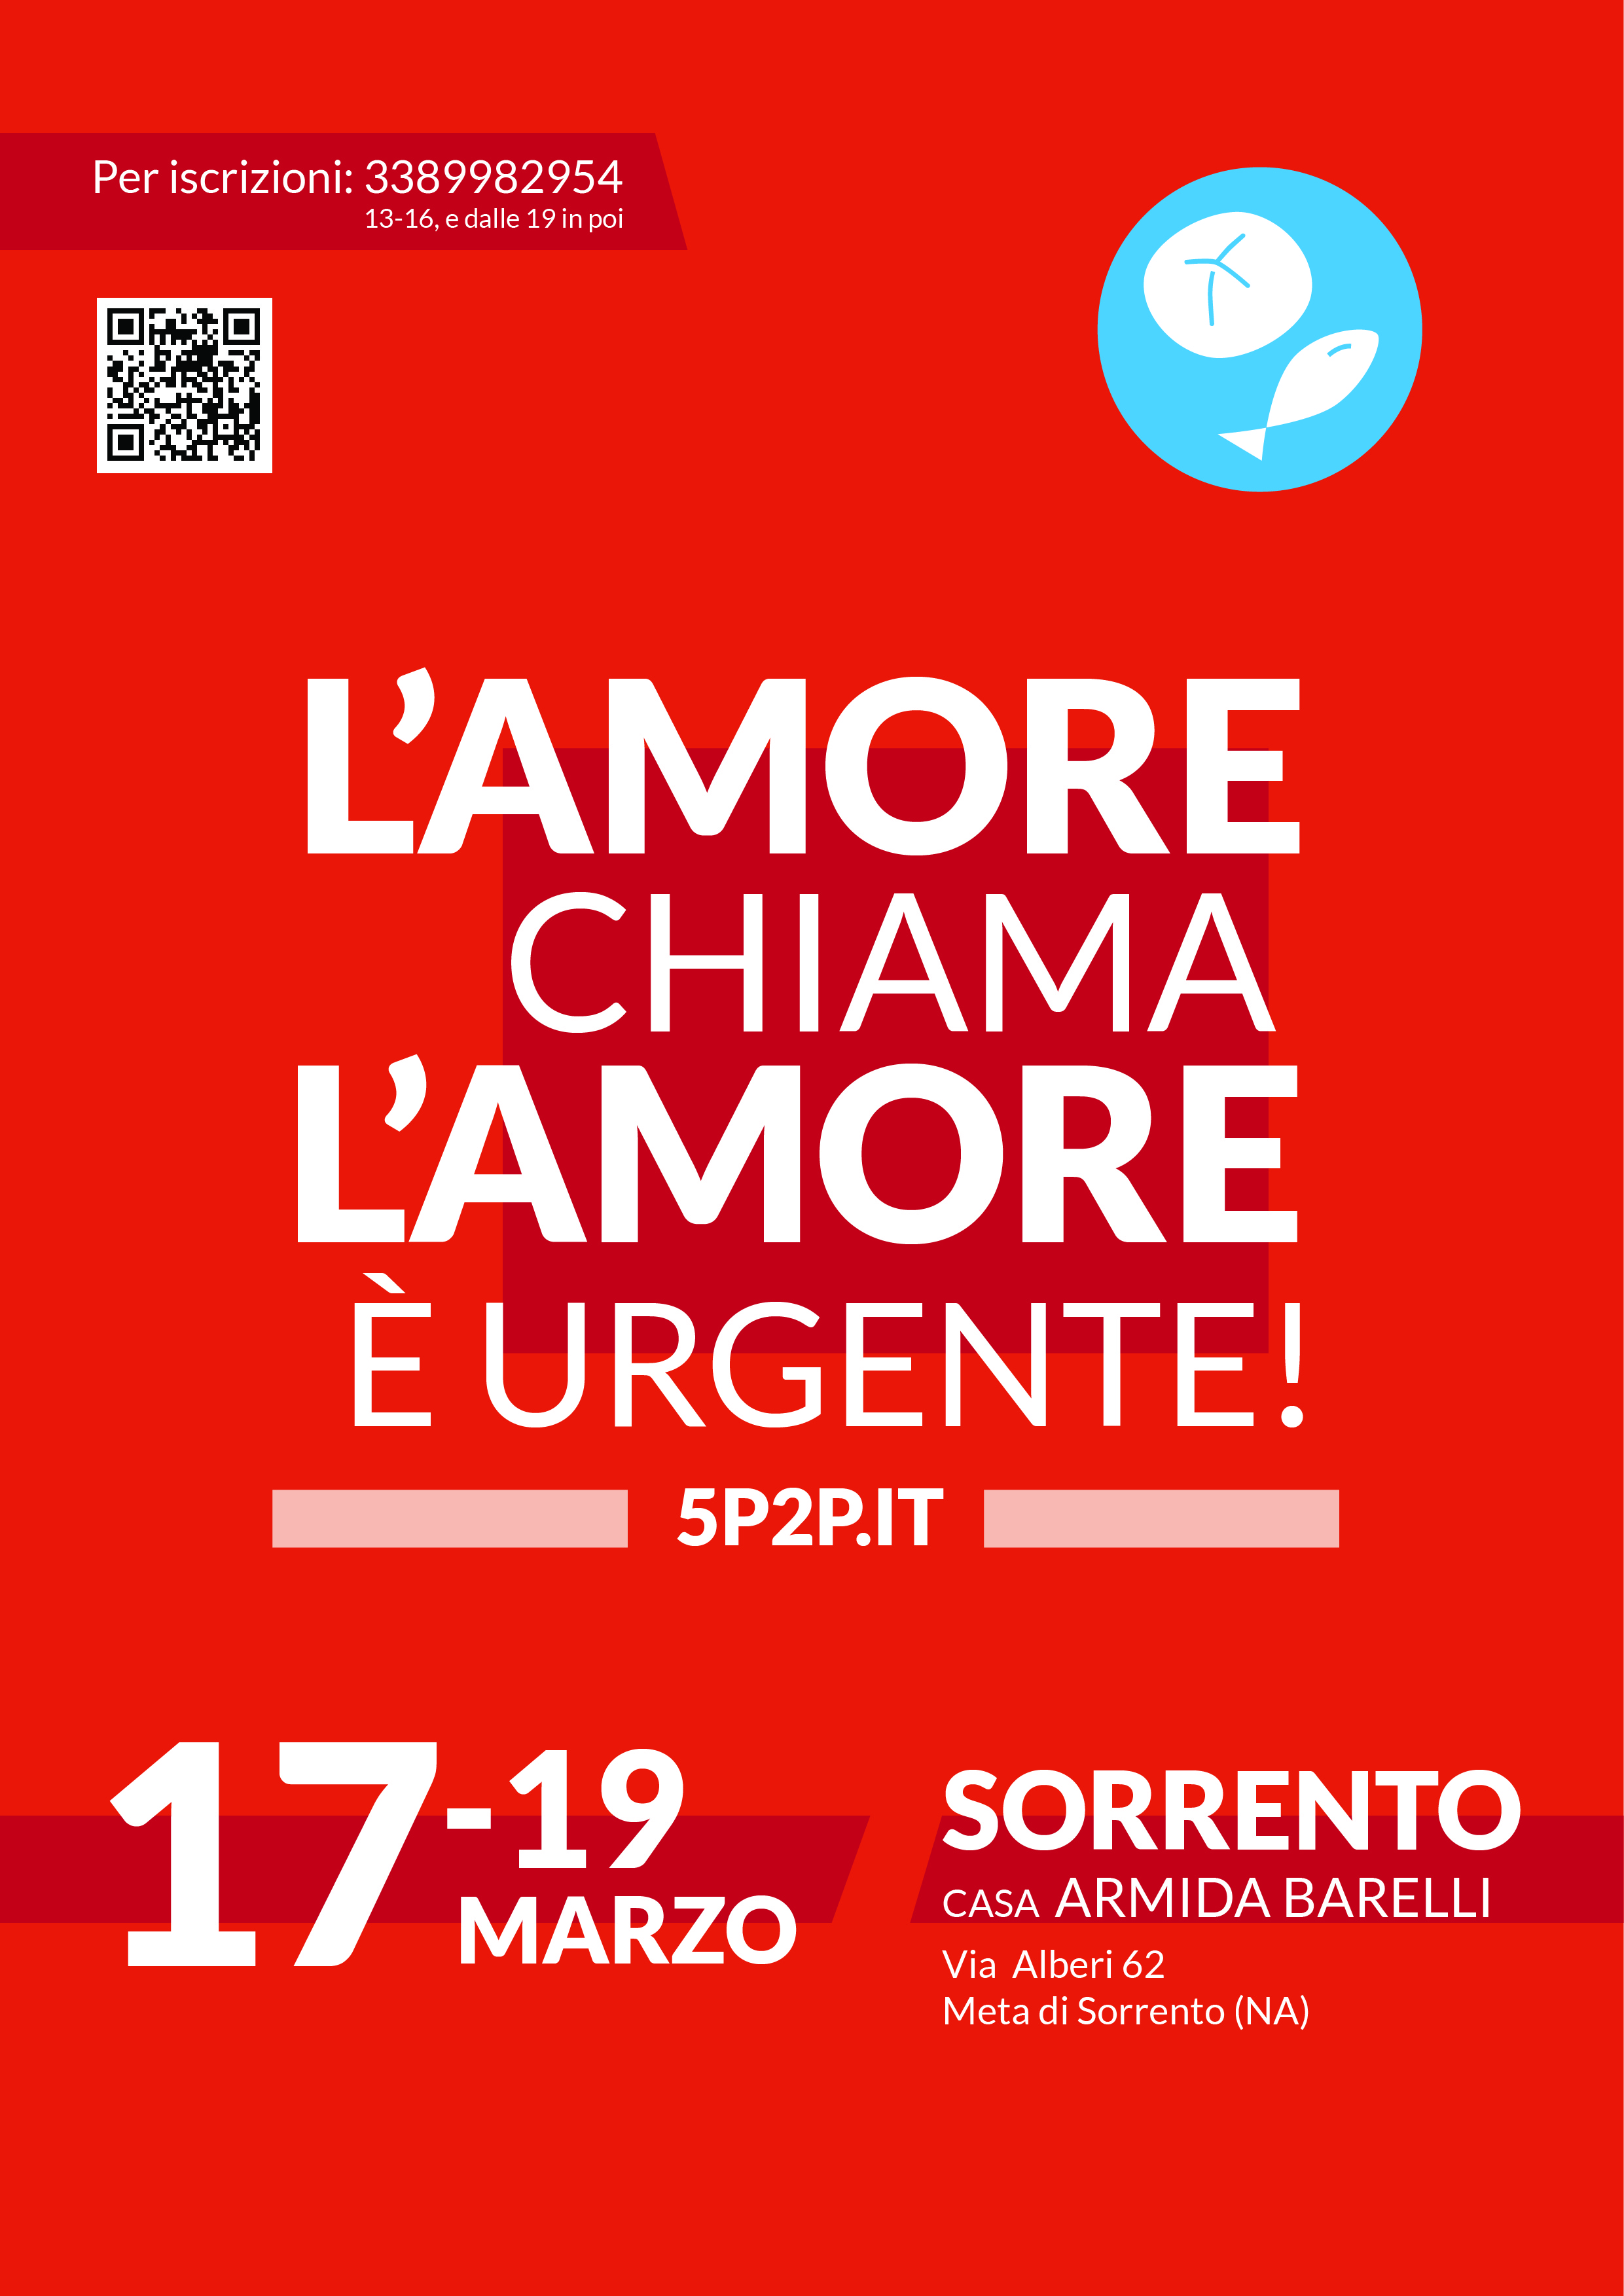 Per iscrizioni: 3389982954
13-16, e dalle 19 in poi
L’AMORE
CHIAMA
L’AMORE
È URGENTE!
5P2P.IT
17-19
MARZO
SORRENTO
CASA ARMIDA BARELLI
Via Alberi 62
Meta di Sorrento (NA)